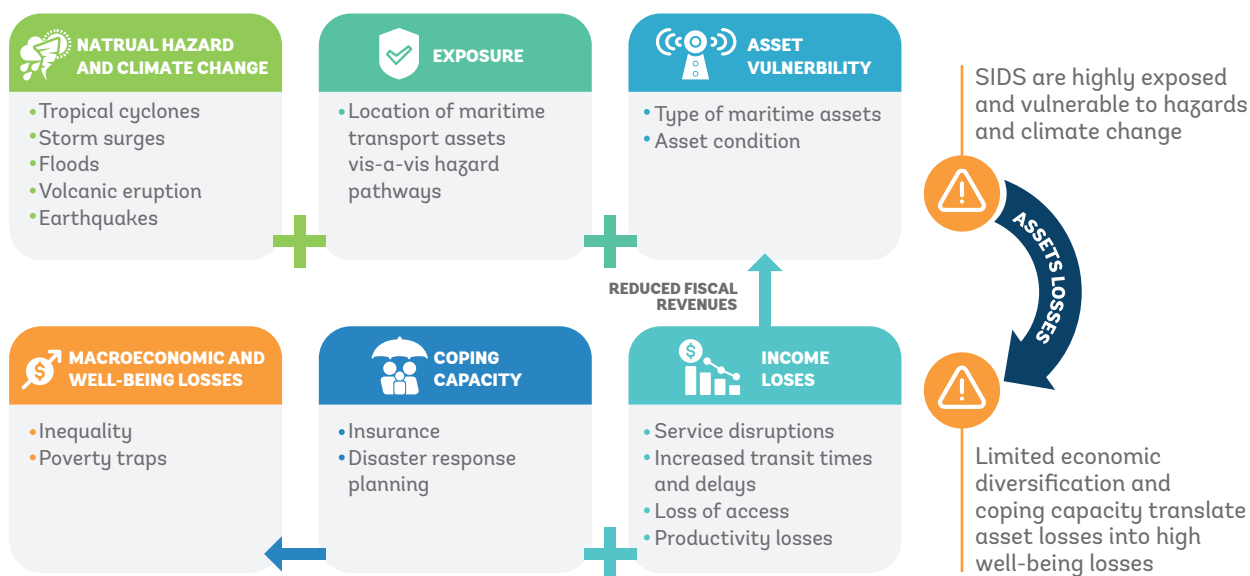 NATRUAL HAZARD
AND CLIMATE CHANGE
• Tropical cyclones
• Storm surges
• Floods
• Volcanic eruption
• Earthquakes
EXPOSURE
• Location of maritime
transport assets
vis-a-vis hazard
pathways
ASSET
VULNERBILITY
• Type of maritime assets
• Asset condition
SIDS are highly exposed
and vulnerable to hazards
and climate change
ASSETS LOSSES
REDUCED FISCAL
REVENUES
MACROECONOMIC AND
WELL-BEING LOSSES
• Inequality
• Poverty traps
COPING
CAPACITY
• Insurance
• Disaster response
planning
INCOME
LOSES
• Service disruptions
• Increased transit times
and delays
• Loss of access
• Productivity losses
Limited economic
diversification and
coping capacity translate
asset losses into high
well-being losses